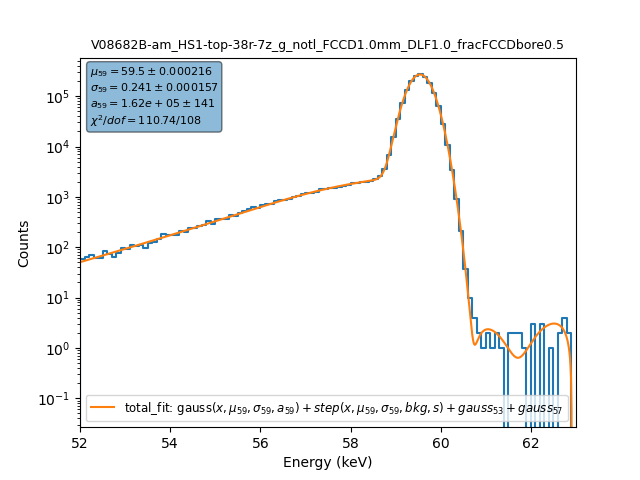 V08682B-am_HS1-top-38r-7z_g_notl_FCCD1.0mm_DLF1.0_fracFCCDbore0.5
μ₅₉ = 59.5 ± 0.000216
σ₅₉ = 0.241 ± 0.000157
a₅₉ = 1.62e + 05 ± 141
χ²/dof = 110.74/108
Counts
10⁵
10⁴
10³
10²
10¹
10⁰
10⁻¹
total_fit: gauss(x, μ₅₉, σ₅₉, a₅₉) + step(x, μ₅₉, σ₅₉, bkg, s) + gauss₅₃ + gauss₅₇
52 54 56 58 60 62
Energy (keV)